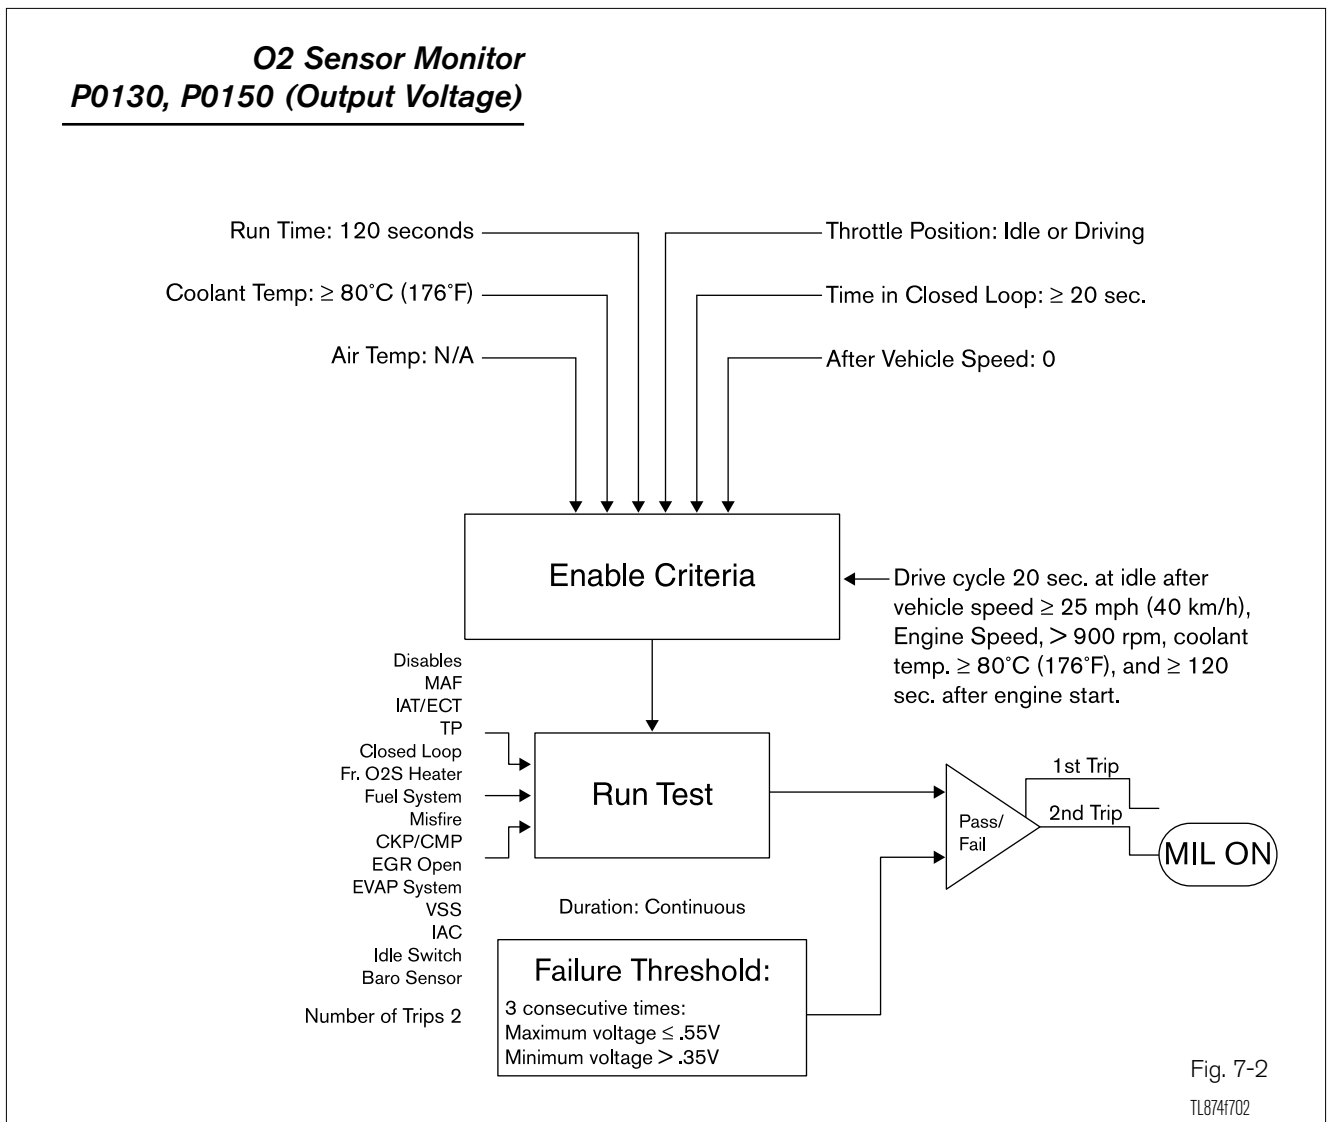 O2 Sensor Monitor
P0130, P0150 (Output Voltage)
Run Time: 120 seconds
Coolant Temp: ≥ 80°C (176°F)
Air Temp: N/A
Throttle Position: Idle or Driving
Time in Closed Loop: ≥ 20 sec.
After Vehicle Speed: 0
Enable Criteria
Drive cycle 20 sec. at idle after
vehicle speed ≥ 25 mph (40 km/h),
Engine Speed, > 900 rpm, coolant
temp. ≥ 80°C (176°F), and ≥ 120
sec. after engine start.
Disables
MAF
IAT/ECT
TP
Closed Loop
Fr. O2S Heater
Fuel System
Misfire
CKP/CMP
EGR Open
EVAP System
VSS
IAC
Idle Switch
Baro Sensor
Number of Trips 2
Run Test
Duration: Continuous
Failure Threshold:
3 consecutive times:
Maximum voltage ≤ .55V
Minimum voltage > .35V
Pass/
Fail
1st Trip
2nd Trip
MIL ON
Fig. 7-2
TL874f702